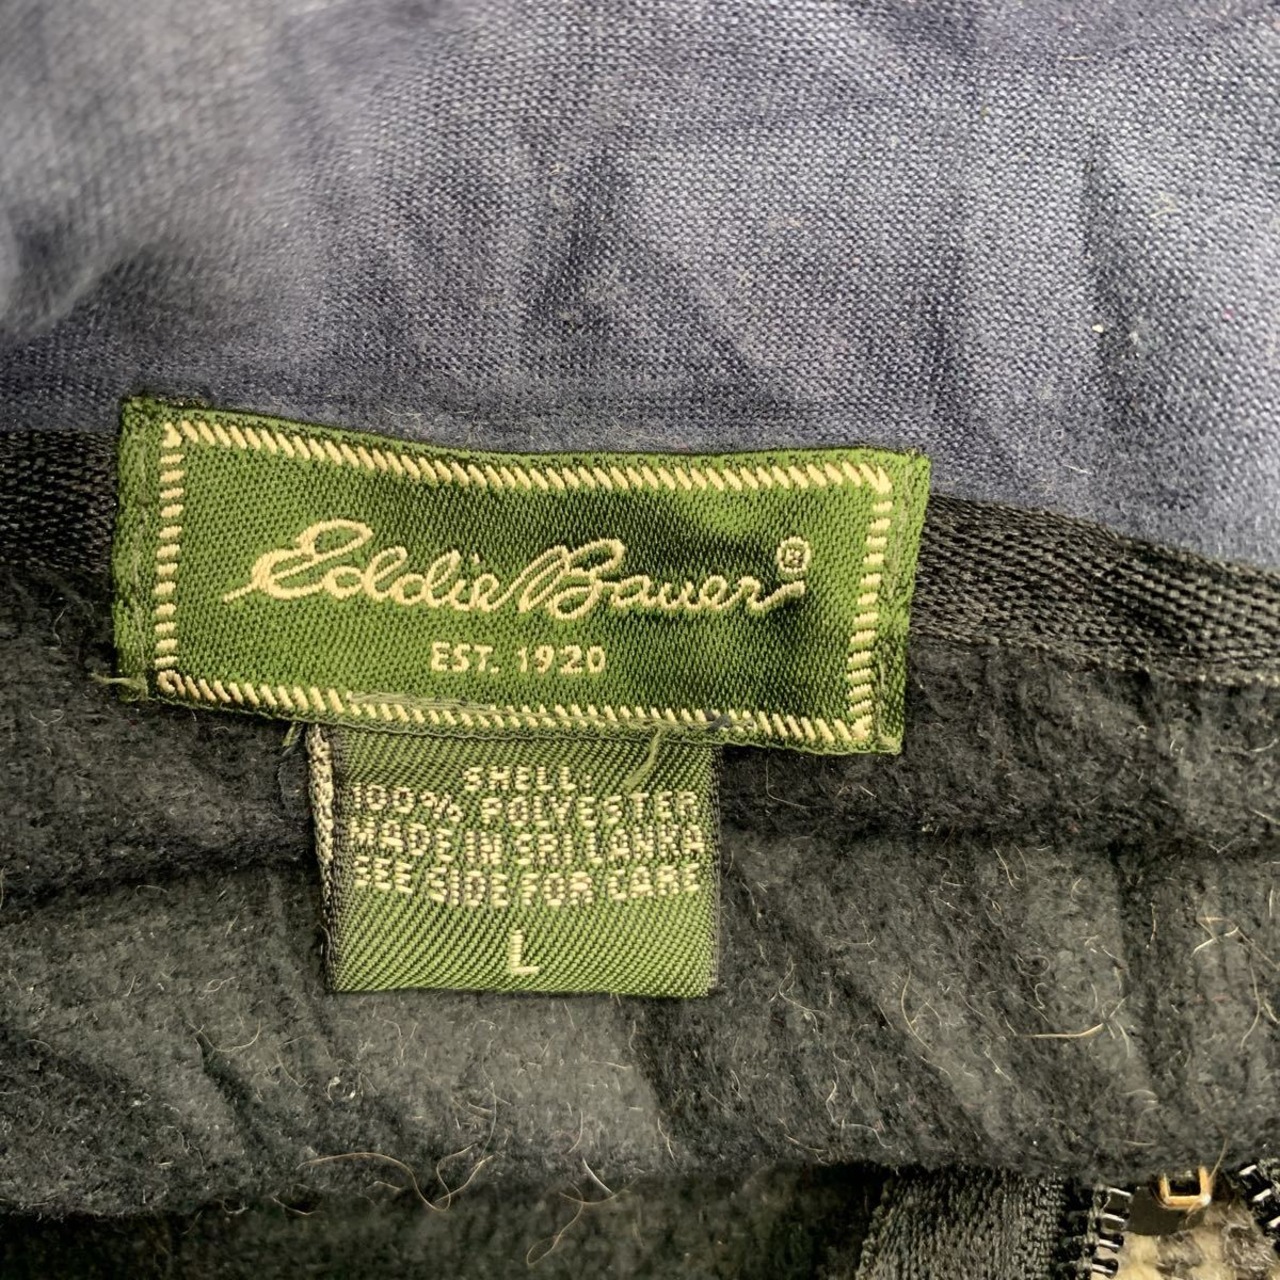 Eddie Bauer®
EST. 1920
SHELL:
100% POLYESTER
MADE IN SRI LANKA
SEE SIDE FOR CARE
L